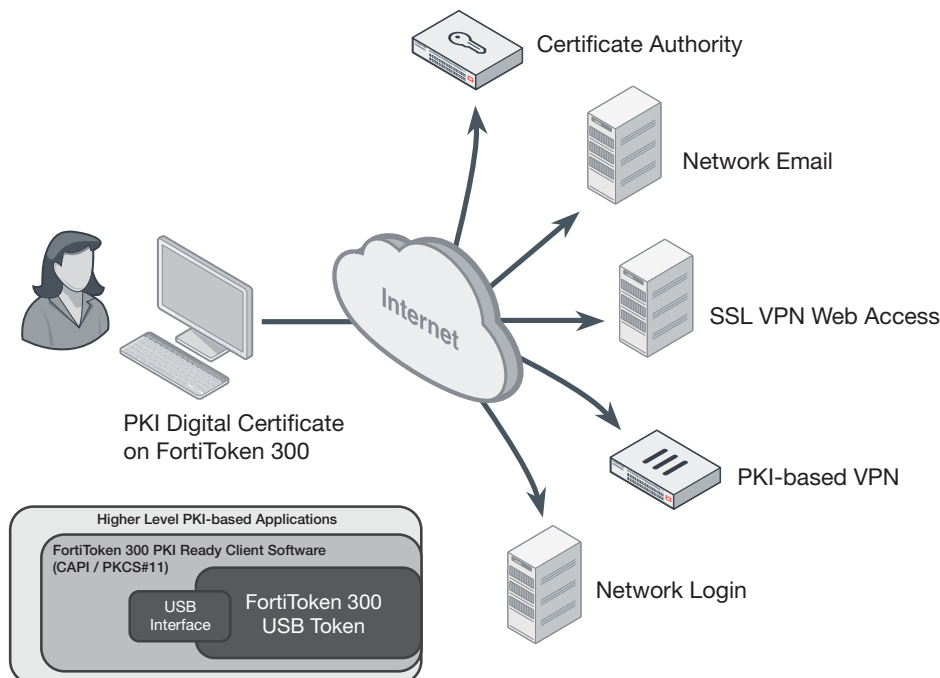 Certificate Authority
Network Email
Internet
SSL VPN Web Access
PKI Digital Certificate
on FortiToken 300
PKI-based VPN
Network Login
Higher Level PKI-based Applications
FortiToken 300 PKI Ready Client Software
(CAPI / PKCS#11)
USB
Interface
FortiToken 300
USB Token